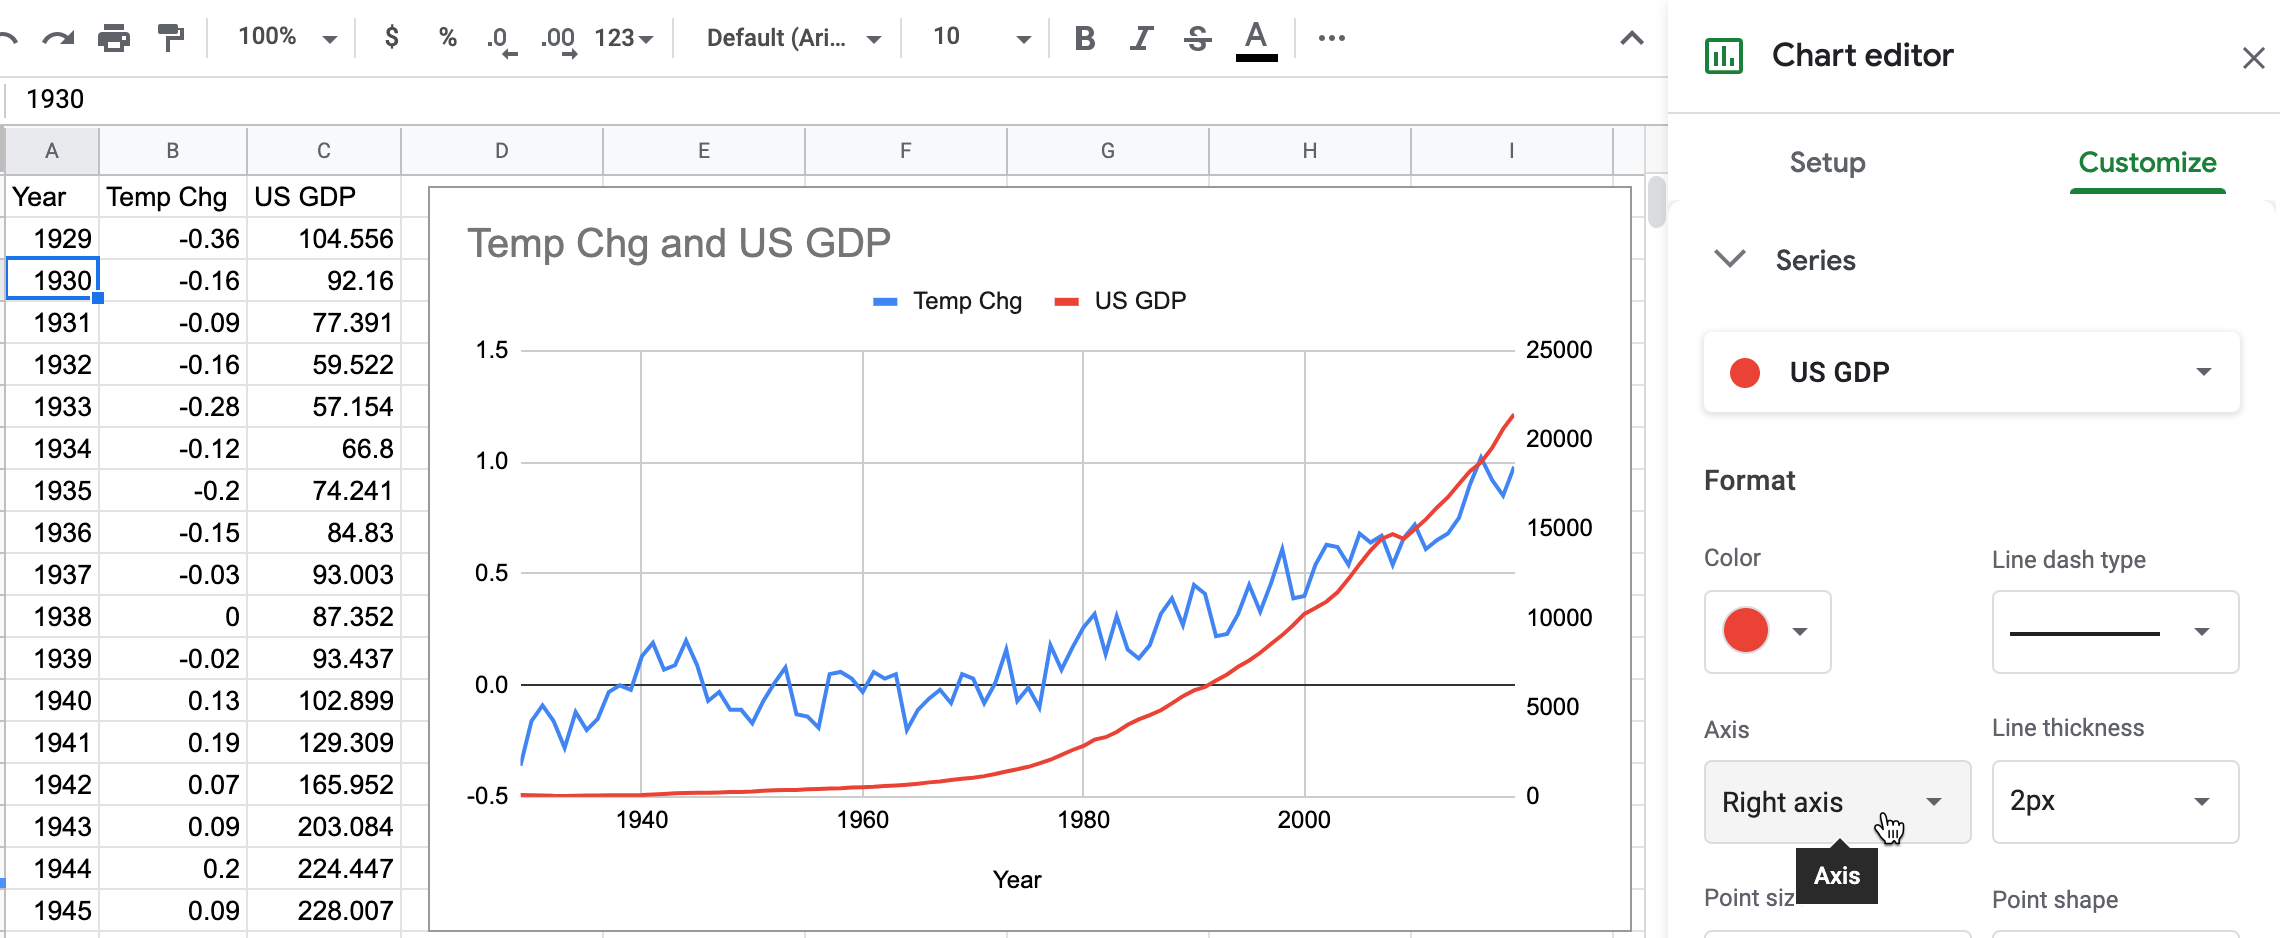 100% $ % .0 .00 123 Default (Ari... 10 B I S A
1930
A B C D E F G H I
Year Temp Chg US GDP
1929 -0.36 104.556
1930 -0.16 92.16
1931 -0.09 77.391
1932 -0.16 59.522
1933 -0.28 57.154
1934 -0.12 66.8
1935 -0.2 74.241
1936 -0.15 84.83
1937 -0.03 93.003
1938 0 87.352
1939 -0.02 93.437
1940 0.13 102.899
1941 0.19 129.309
1942 0.07 165.952
1943 0.09 203.084
1944 0.2 224.447
1945 0.09 228.007
Temp Chg and US GDP
Temp Chg US GDP
1.5 25000
20000
1.0
15000
0.5
10000
0.0
5000
-0.5 0
1940 1960 1980 2000
Year
Chart editor
Setup Customize
Series
US GDP
Format
Color Line dash type
Axis Line thickness
Right axis 2px
Axis
Point siz Point shape